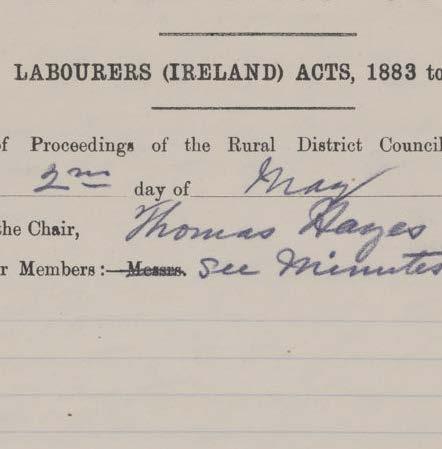 LABOURERS (IRELAND) ACTS, 1883 to
of Proceedings of the Rural District Council
2nd day of May
the Chair, Thomas Hayes
r Members:—Messrs. See Minutes